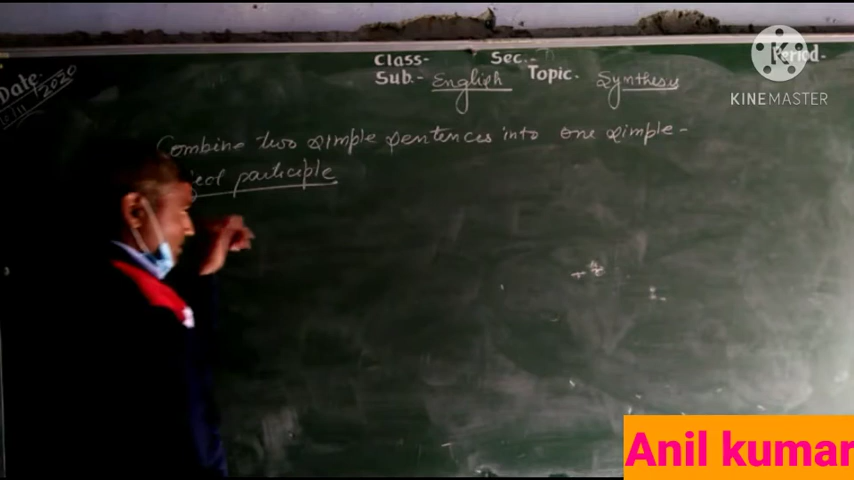 Class- Sec.- Period-
Date-
Sub.- English Topic- Synthesis
2020
KINEMASTER
Combine two simple sentences into one simple -
participle
Anil kumar